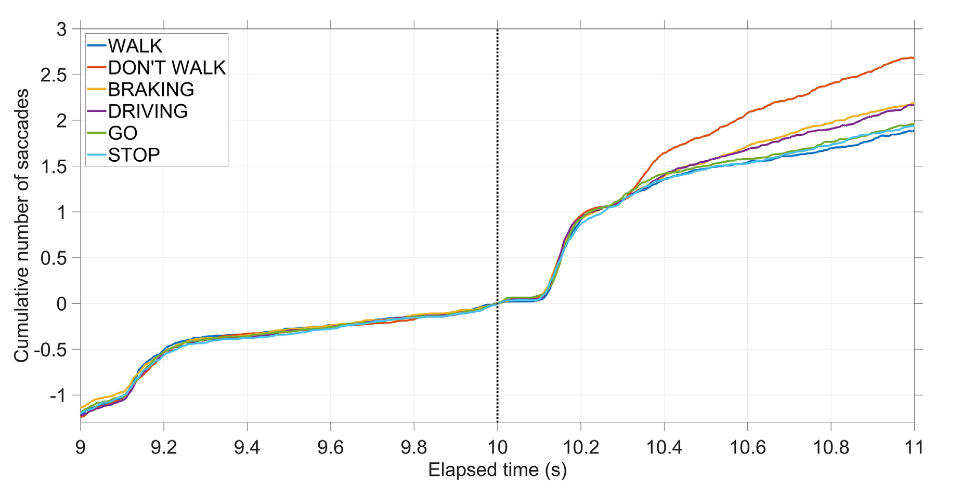 3
2.5
2
1.5
1
0.5
0
-0.5
-1
Cumulative number of saccades
WALK
DON'T WALK
BRAKING
DRIVING
GO
STOP
9 9.2 9.4 9.6 9.8 10 10.2 10.4 10.6 10.8 11
Elapsed time (s)